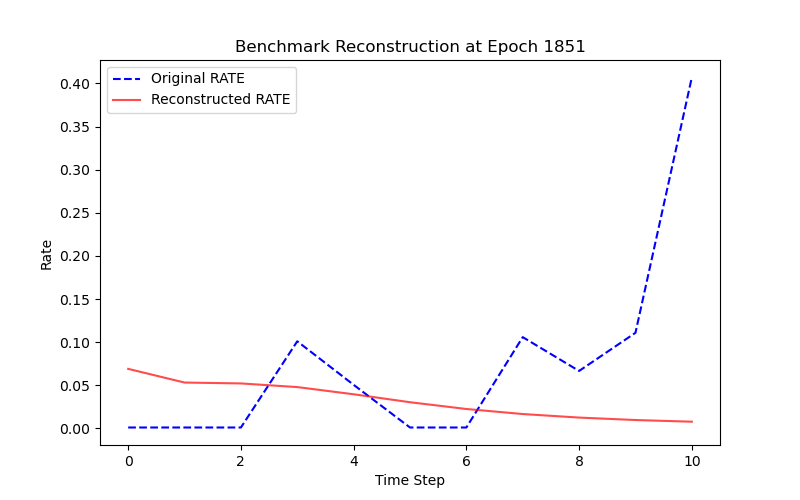 Benchmark Reconstruction at Epoch 1851
Original RATE
Reconstructed RATE
0.40
0.35
0.30
0.25
0.20
0.15
0.10
0.05
0.00
Rate
0 2 4 6 8 10
Time Step